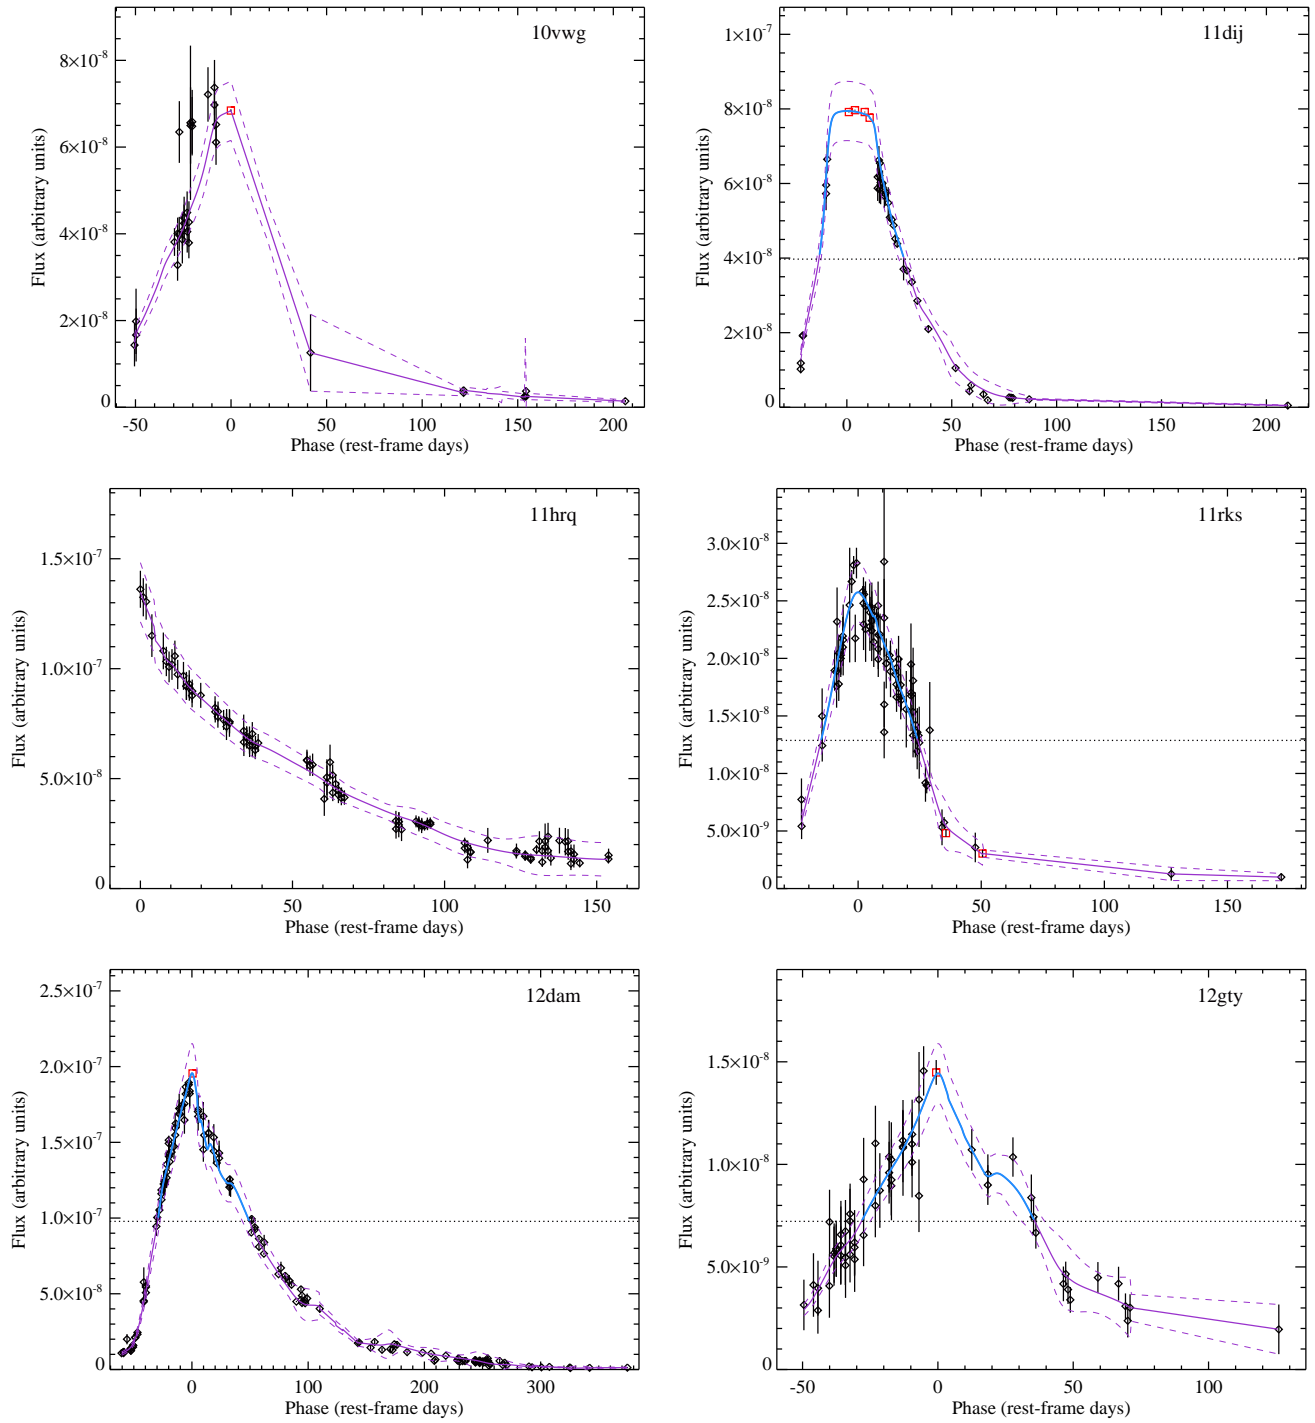 10vwg
Flux (arbitrary units)
8×10⁻⁸
6×10⁻⁸
4×10⁻⁸
2×10⁻⁸
0
-50 0 50 100 150 200
Phase (rest-frame days)
11dij
Flux (arbitrary units)
1×10⁻⁷
8×10⁻⁸
6×10⁻⁸
4×10⁻⁸
2×10⁻⁸
0
0 50 100 150 200
Phase (rest-frame days)
11hrq
Flux (arbitrary units)
1.5×10⁻⁷
1.0×10⁻⁷
5.0×10⁻⁸
0
0 50 100 150
Phase (rest-frame days)
11rks
Flux (arbitrary units)
3.0×10⁻⁸
2.5×10⁻⁸
2.0×10⁻⁸
1.5×10⁻⁸
1.0×10⁻⁸
5.0×10⁻⁹
0
0 50 100 150
Phase (rest-frame days)
12dam
Flux (arbitrary units)
2.5×10⁻⁷
2.0×10⁻⁷
1.5×10⁻⁷
1.0×10⁻⁷
5.0×10⁻⁸
0
0 100 200 300
Phase (rest-frame days)
12gty
Flux (arbitrary units)
1.5×10⁻⁸
1.0×10⁻⁸
5.0×10⁻⁹
0
-50 0 50 100
Phase (rest-frame days)